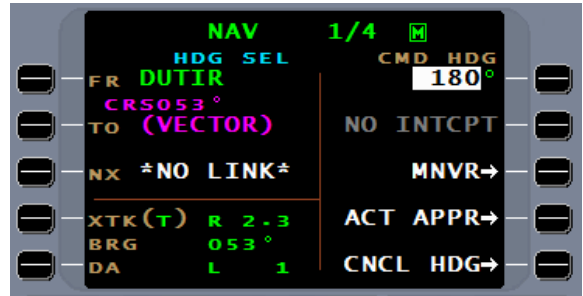 NAV 1/4 M
HDG SEL CMD HDG
FR DUTIR 180°
CRS053°
TO (VECTOR) NO INTCPT
NX *NO LINK* MNVR→
XTK(T) R 2.3 ACT APPR→
BRG 053°
DA L 1 CNCL HDG→